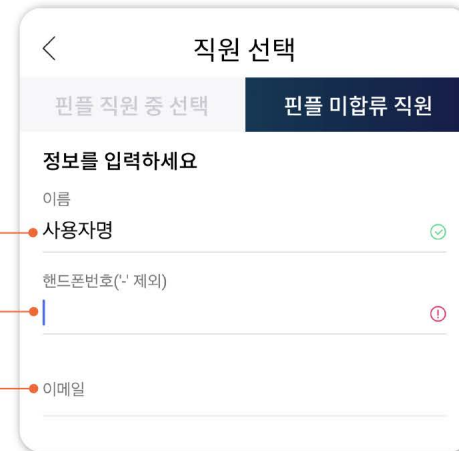 직원 선택
핀플 직원 중 선택 핀플 미합류 직원
정보를 입력하세요
이름
사용자명
핸드폰번호('-' 제외)
이메일